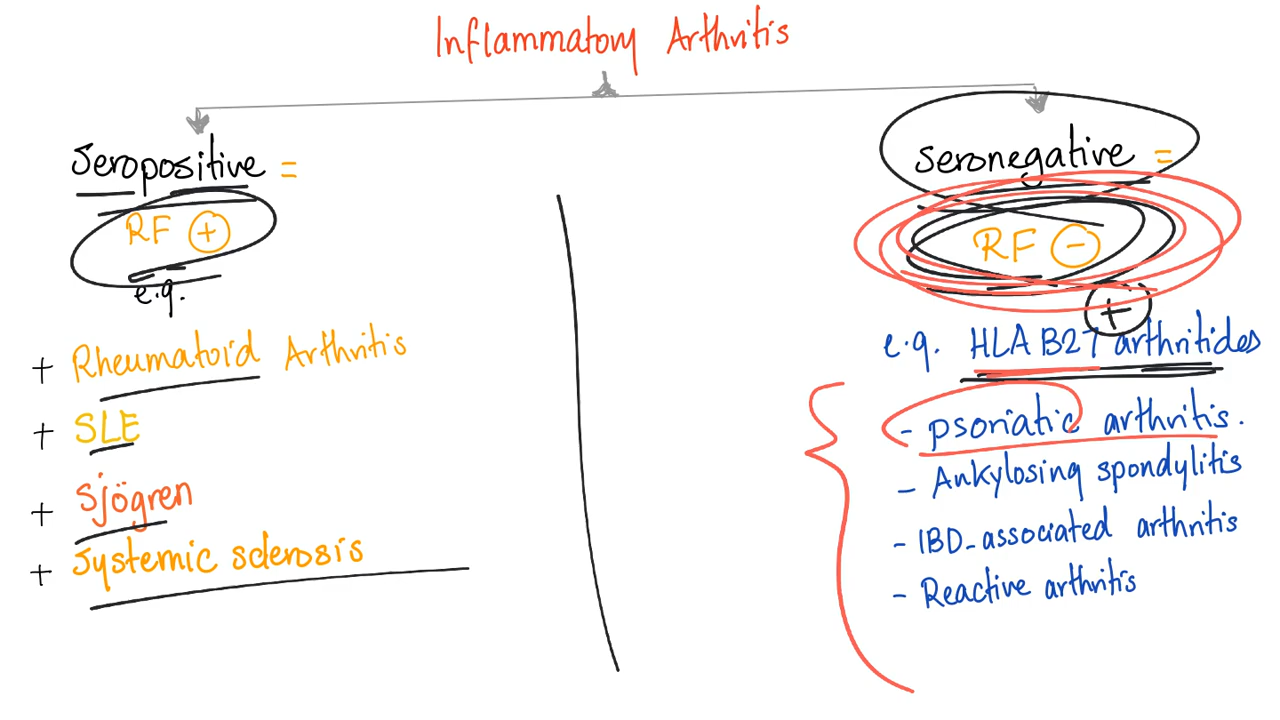 Inflammatory Arthritis
Seropositive =
RF +
e.g.
+ Rheumatoid Arthritis
+ SLE
+ Sjögren
+ Systemic sclerosis
seronegative =
RF -
+
e.g. HLA B27 arthritides
- psoriatic arthritis.
- Ankylosing spondylitis
- IBD-associated arthritis
- Reactive arthritis